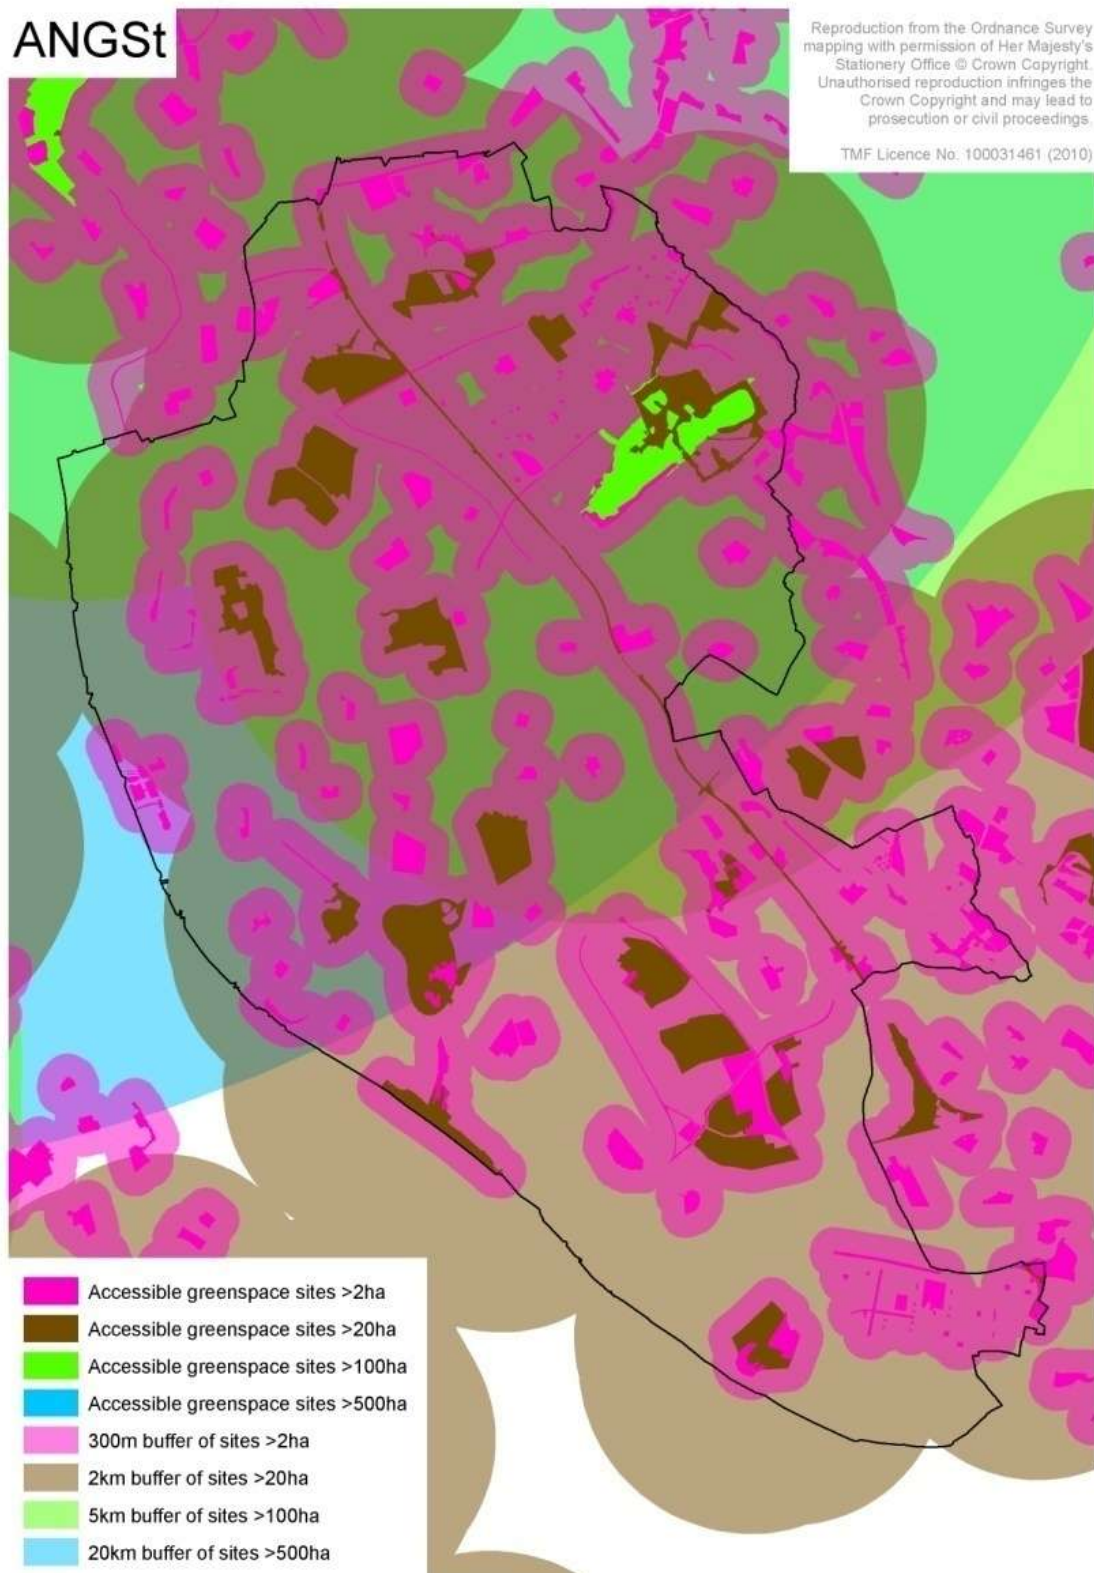 ANGSt
Reproduction from the Ordnance Survey
mapping with permission of Her Majesty's
Stationery Office © Crown Copyright.
Unauthorised reproduction infringes the
Crown Copyright and may lead to
prosecution or civil proceedings.
TMF Licence No. 100031461 (2010)
Accessible greenspace sites >2ha
Accessible greenspace sites >20ha
Accessible greenspace sites >100ha
Accessible greenspace sites >500ha
300m buffer of sites >2ha
2km buffer of sites >20ha
5km buffer of sites >100ha
20km buffer of sites >500ha